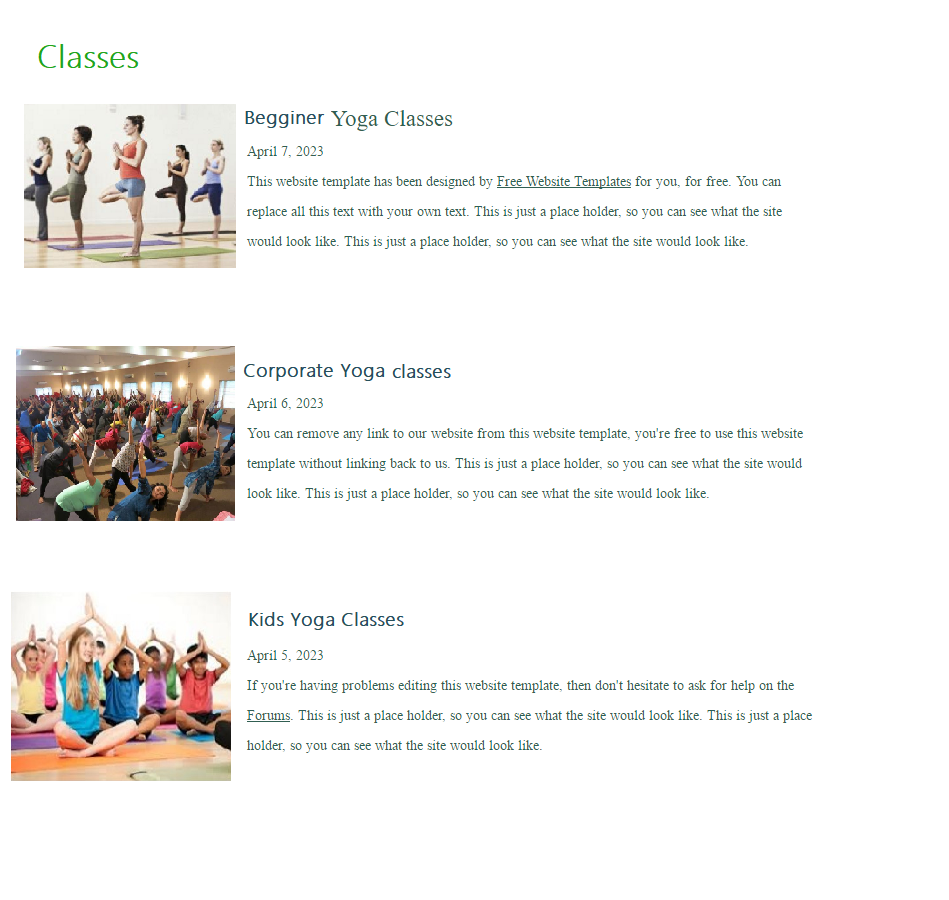 Classes
Begginer Yoga Classes
April 7, 2023
This website template has been designed by Free Website Templates for you, for free. You can
replace all this text with your own text. This is just a place holder, so you can see what the site
would look like. This is just a place holder, so you can see what the site would look like.
Corporate Yoga classes
April 6, 2023
You can remove any link to our website from this website template, you're free to use this website
template without linking back to us. This is just a place holder, so you can see what the site would
look like. This is just a place holder, so you can see what the site would look like.
Kids Yoga Classes
April 5, 2023
If you're having problems editing this website template, then don't hesitate to ask for help on the
Forums. This is just a place holder, so you can see what the site would look like. This is just a place
holder, so you can see what the site would look like.